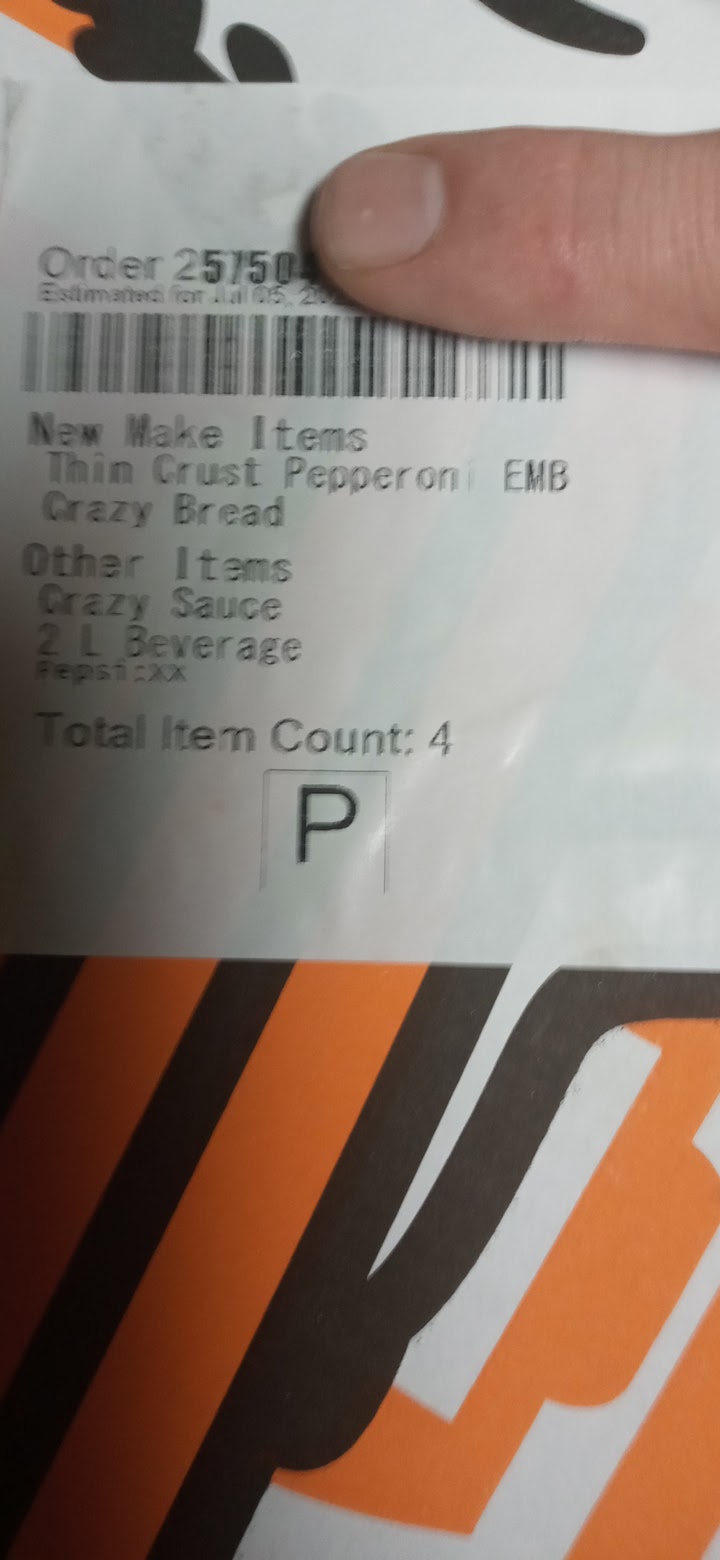 Order 25750
Estimated for Jul 05, 20
New Make Items
Thin Crust Pepperoni EMB
Crazy Bread
Other Items
Crazy Sauce
2 L Beverage
Pepsi:xx
Total Item Count: 4
P